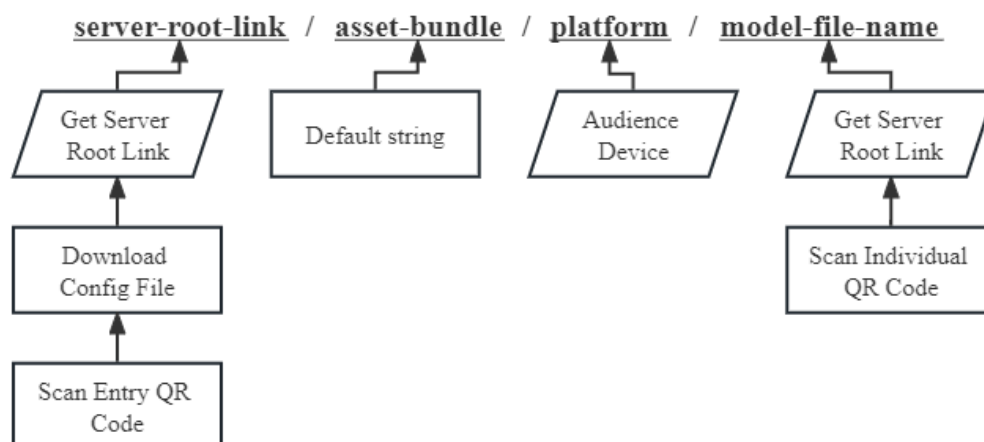 server-root-link / asset-bundle / platform / model-file-name
Get Server
Root Link
Default string
Audience
Device
Get Server
Root Link
Download
Config File
Scan Individual
QR Code
Scan Entry QR
Code